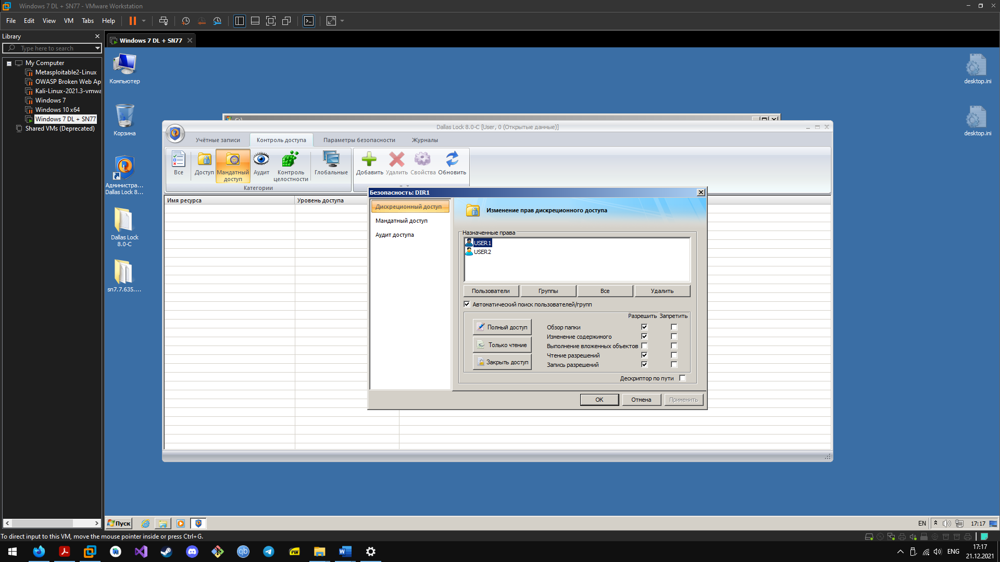 Windows 7 DL + SN77 - VMware Workstation
File Edit View VM Tabs Help
Library
Type here to search
My Computer
Metasploitable2-Linux
OWASP Broken Web Ap
Kali-Linux-2021.3-vmwa
Windows 7
Windows 10 x64
Windows 7 DL + SN77
Shared VMs (Deprecated)
Windows 7 DL + SN77
Компьютер
Корзина
Администра...
Dallas Lock 8...
Dallas Lock
8.0-C
sn7.7.635....
desktop.ini
desktop.ini
Dallas Lock 8.0-C [User, 0 (Открытые данные)]
Учётные записи Контроль доступа Параметры безопасности Журналы
Все
Доступ
Мандатный
доступ
Аудит
Контроль
целостности
Глобальные
Категории
Добавить Удалить Свойства Обновить
Имя ресурса Уровень доступа
Безопасность: DIR1
Дискреционный доступ
Мандатный доступ
Аудит доступа
Изменение прав дискреционного доступа
Назначенные права
USER1
USER2
Пользователи Группы Все Удалить
Автоматический поиск пользователей/групп
Разрешить Запретить
Полный доступ
Только чтение
Закрыть доступ
Обзор папки
Изменение содержимого
Выполнение вложенных объектов
Чтение разрешений
Запись разрешений
Дескриптор по пути
OK Отмена Применить
Пуск
EN 17:17
To direct input to this VM, move the mouse pointer inside or press Ctrl+G.
ENG
17:17
21.12.2021